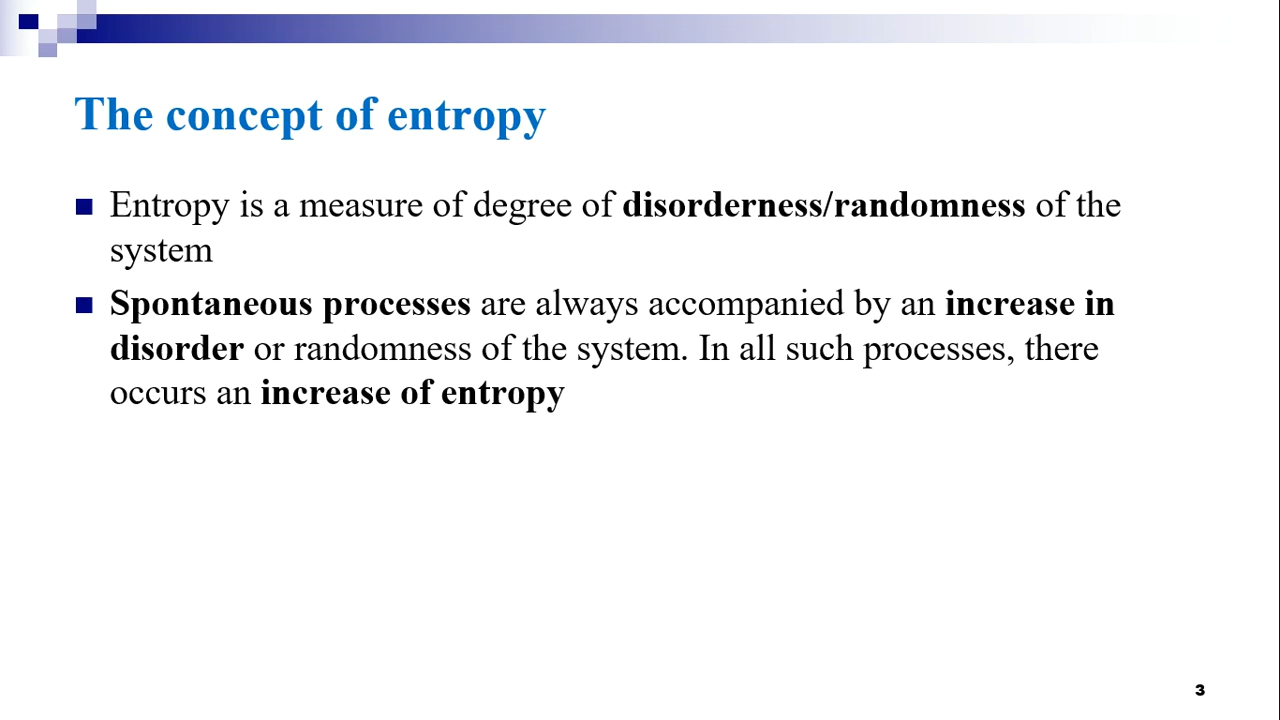 The concept of entropy
Entropy is a measure of degree of disorderness/randomness of the
system
Spontaneous processes are always accompanied by an increase in
disorder or randomness of the system. In all such processes, there
occurs an increase of entropy
3